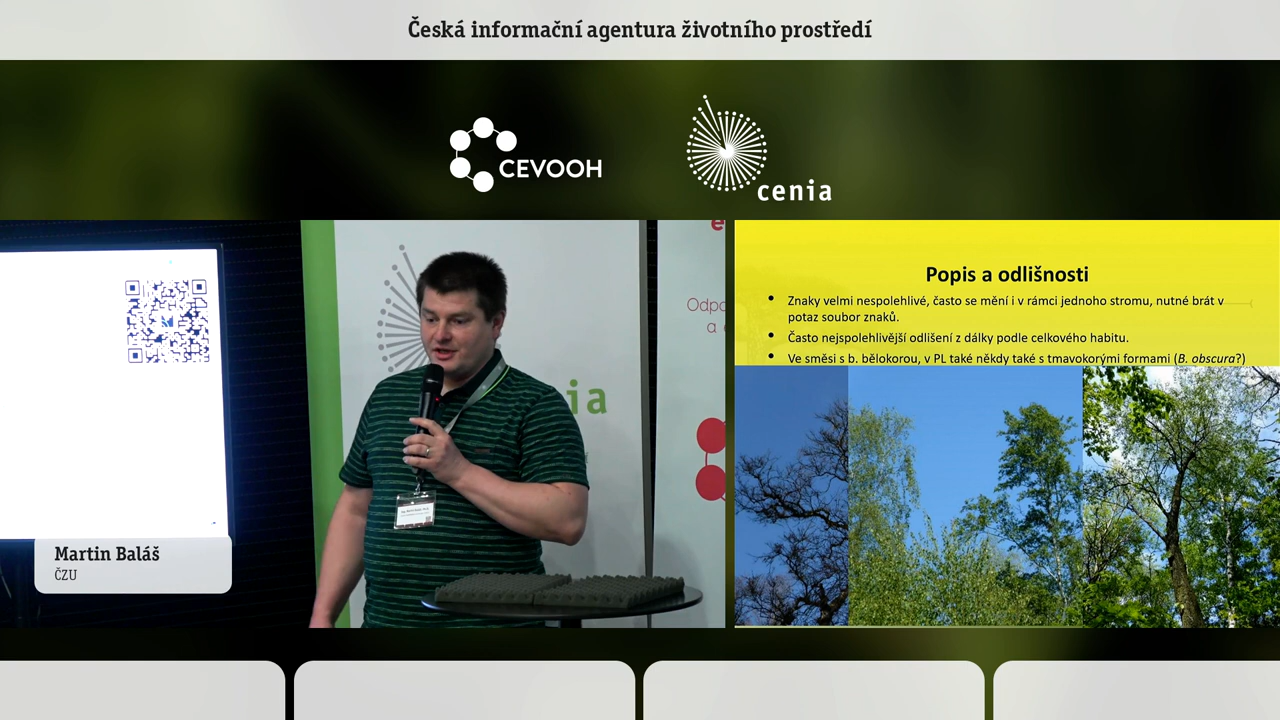 Česká informační agentura životního prostředí
CEVOOH
cenia
Popis a odlišnosti
• Znaky velmi nespolehlivé, často se mění i v rámci jednoho stromu, nutné brát v
potaz soubor znaků.
• Často nejspolehlivější odlišení z dálky podle celkového habitu.
• Ve směsi s b. bělokorou, v PL také někdy také s tmavokorými formami (B. obscura?)
Odpo
a
ia
Martin Baláš
ČZU